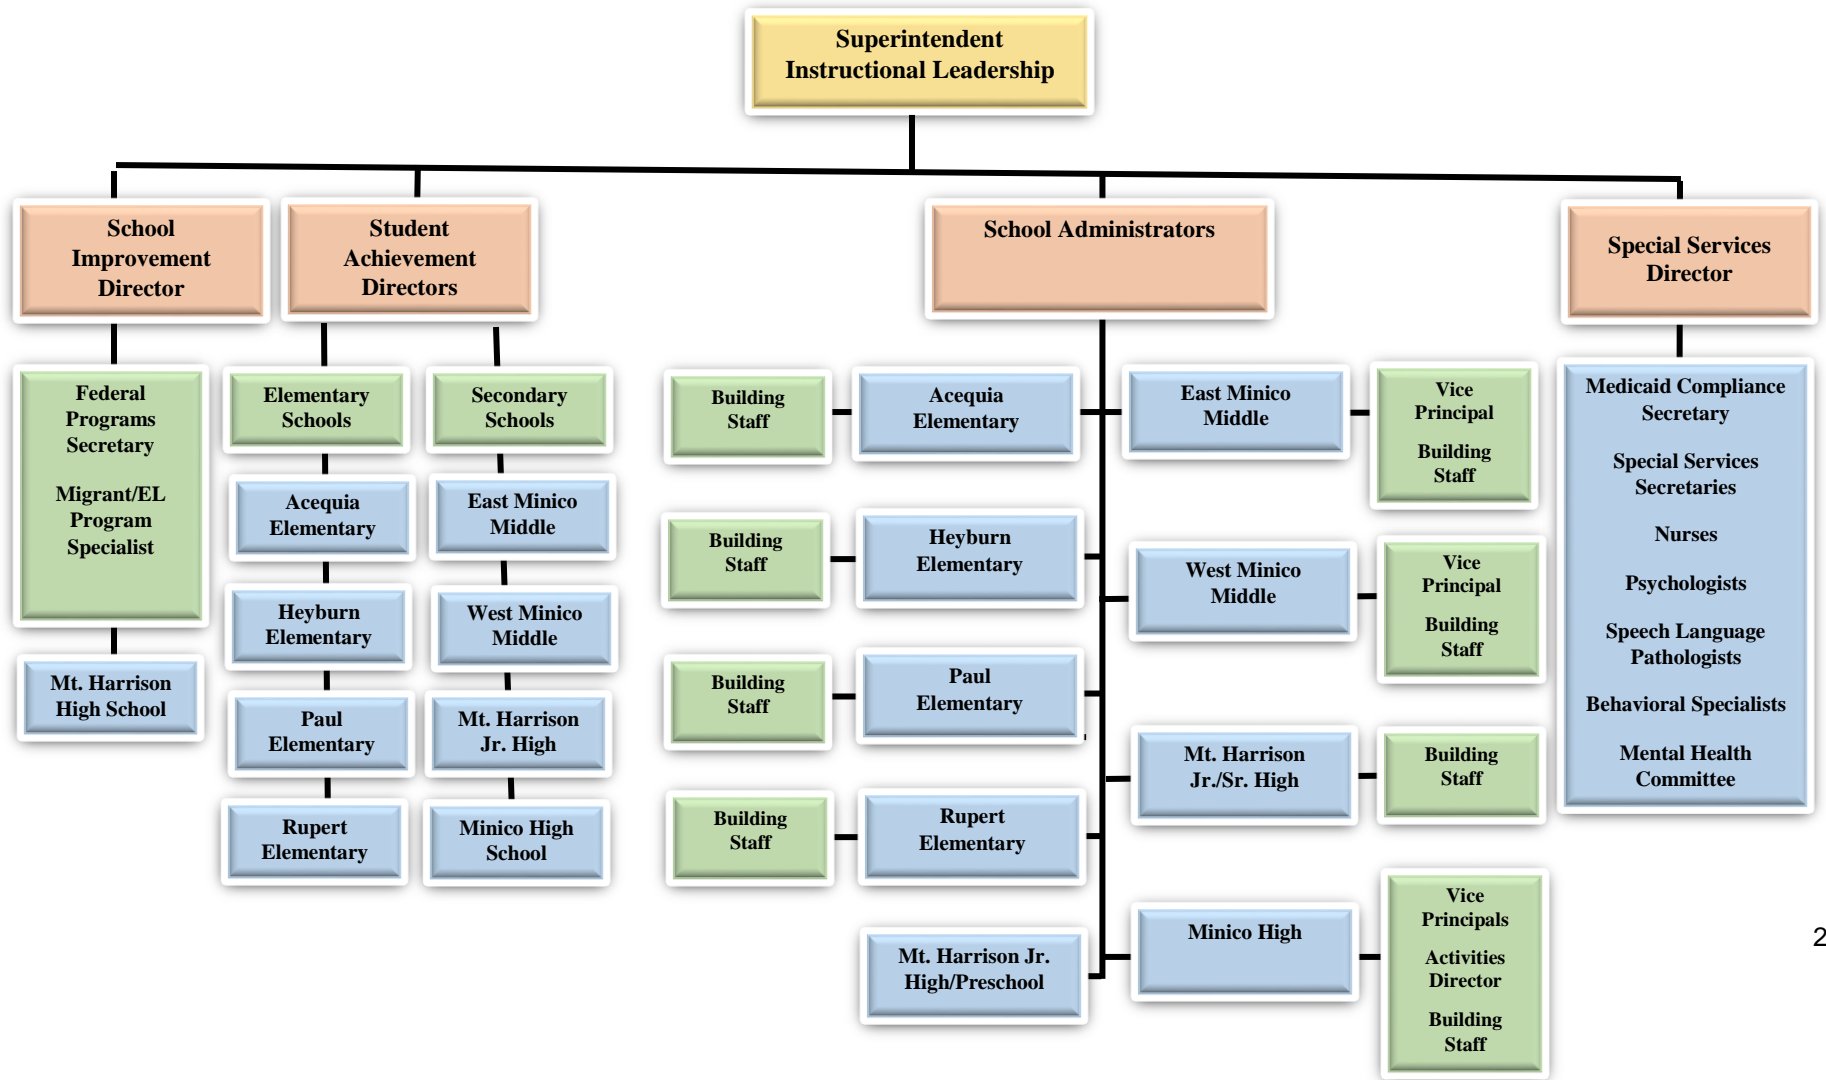 Superintendent
Instructional Leadership
School
Improvement
Director
Student
Achievement
Directors
School Administrators
Special Services
Director
Federal
Programs
Secretary
Migrant/EL
Program
Specialist
Mt. Harrison
High School
Elementary
Schools
Acequia
Elementary
Heyburn
Elementary
Paul
Elementary
Rupert
Elementary
Secondary
Schools
East Minico
Middle
West Minico
Middle
Mt. Harrison
Jr. High
Minico High
School
Building
Staff
Acequia
Elementary
Building
Staff
Heyburn
Elementary
Building
Staff
Paul
Elementary
Building
Staff
Rupert
Elementary
Mt. Harrison Jr.
High/Preschool
East Minico
Middle
Vice
Principal
Building
Staff
West Minico
Middle
Vice
Principal
Building
Staff
Mt. Harrison
Jr./Sr. High
Building
Staff
Minico High
Vice
Principals
Activities
Director
Building
Staff
Medicaid Compliance
Secretary
Special Services
Secretaries
Nurses
Psychologists
Speech Language
Pathologists
Behavioral Specialists
Mental Health
Committee
2